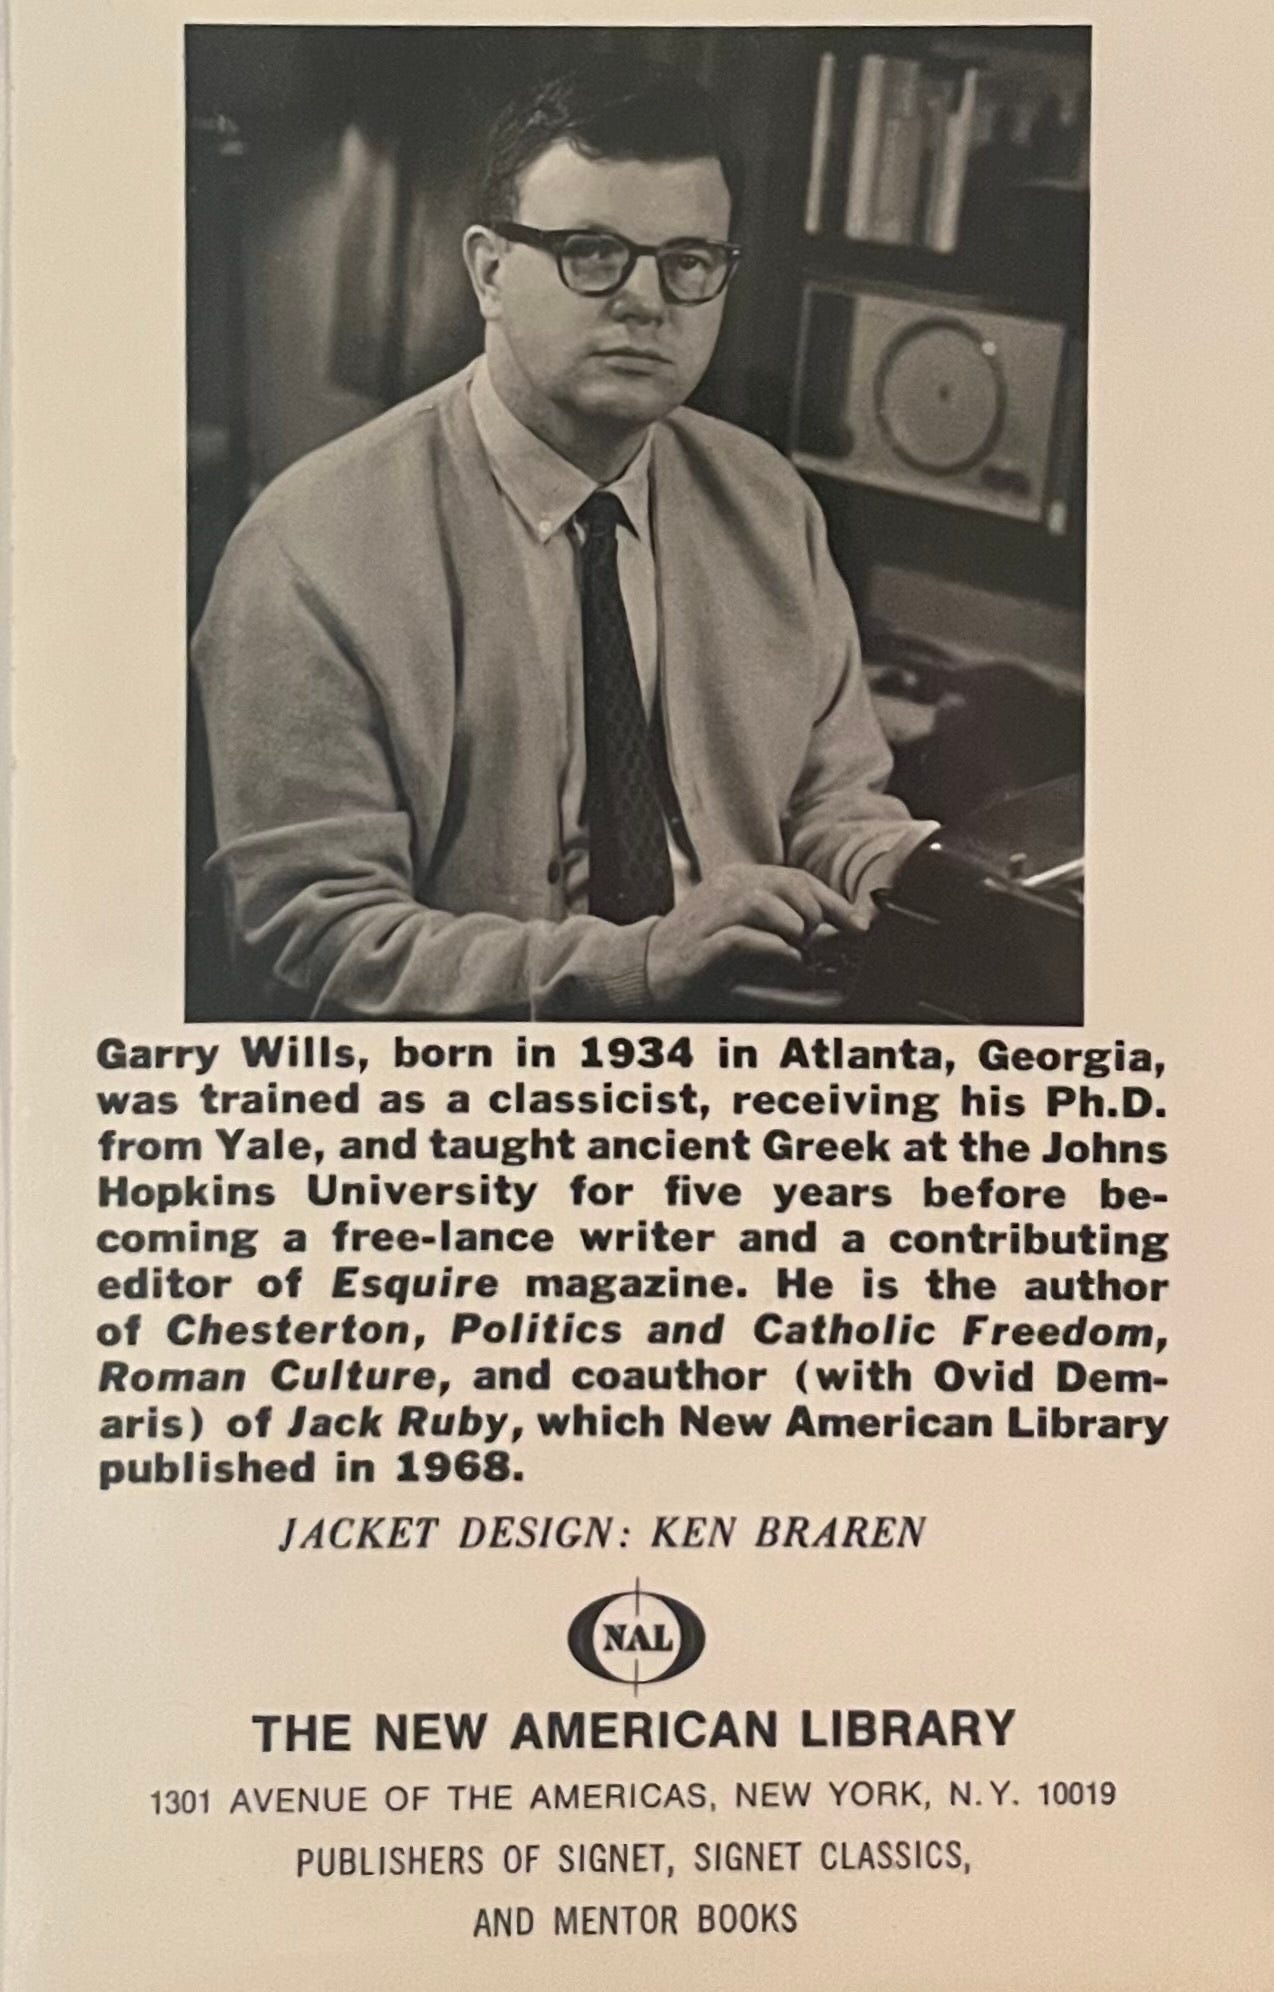 Garry Wills, born in 1934 in Atlanta, Georgia,
was trained as a classicist, receiving his Ph.D.
from Yale, and taught ancient Greek at the Johns
Hopkins University for five years before be-
coming a free-lance writer and a contributing
editor of Esquire magazine. He is the author
of Chesterton, Politics and Catholic Freedom,
Roman Culture, and coauthor (with Ovid Dem-
aris) of Jack Ruby, which New American Library
published in 1968.
JACKET DESIGN: KEN BRAREN
NAL
THE NEW AMERICAN LIBRARY
1301 AVENUE OF THE AMERICAS, NEW YORK, N.Y. 10019
PUBLISHERS OF SIGNET, SIGNET CLASSICS,
AND MENTOR BOOKS